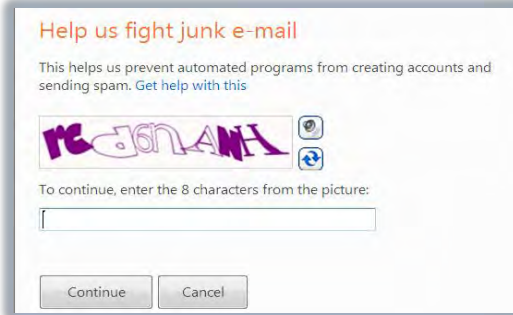 Help us fight junk e-mail
This helps us prevent automated programs from creating accounts and
sending spam. Get help with this
To continue, enter the 8 characters from the picture:
Continue Cancel